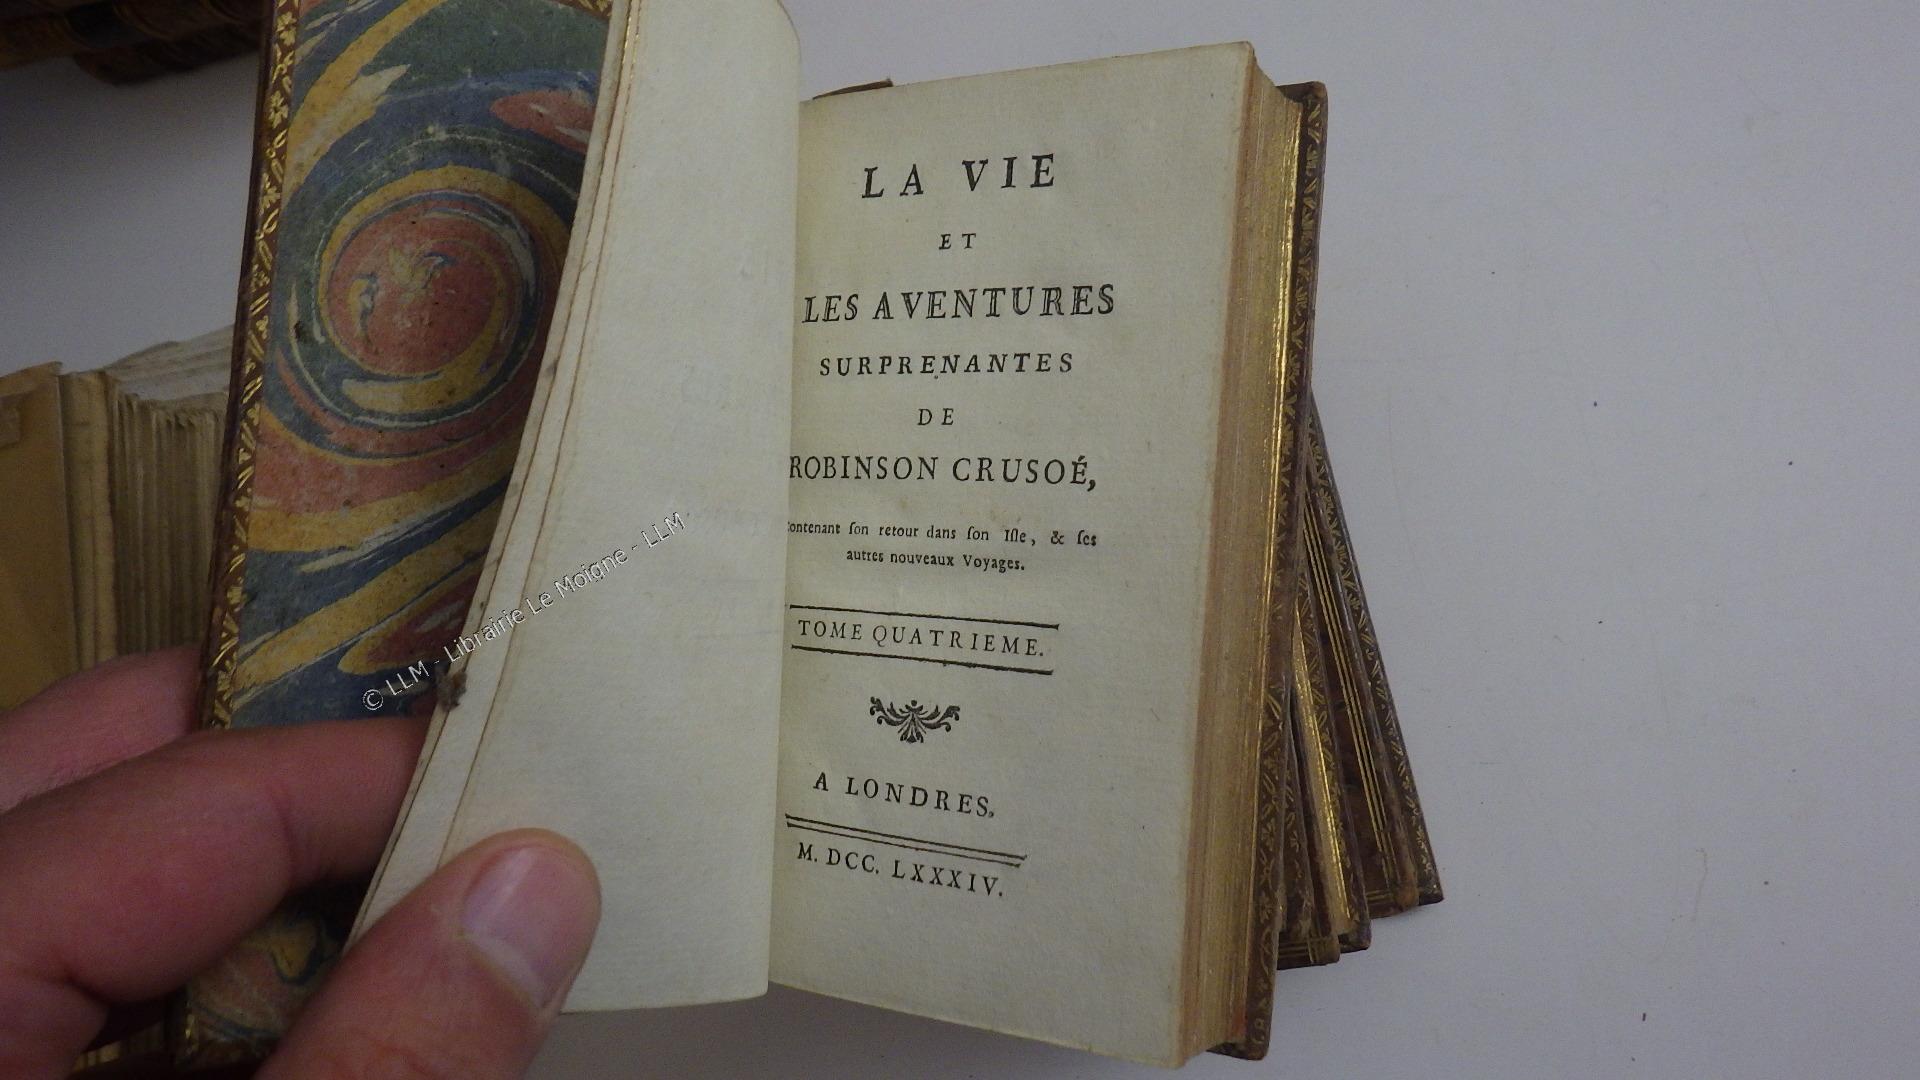 LA VIE
ET
LES AVENTURES
SURPRENANTES
DE
ROBINSON CRUSOÉ,
contenant ſon retour dans ſon Iſle, & ſes
autres nouveaux Voyages.
TOME QUATRIEME.
A LONDRES.
M. DCC. LXXXIV.
© LLM - Librairie Le Moigne - LLM